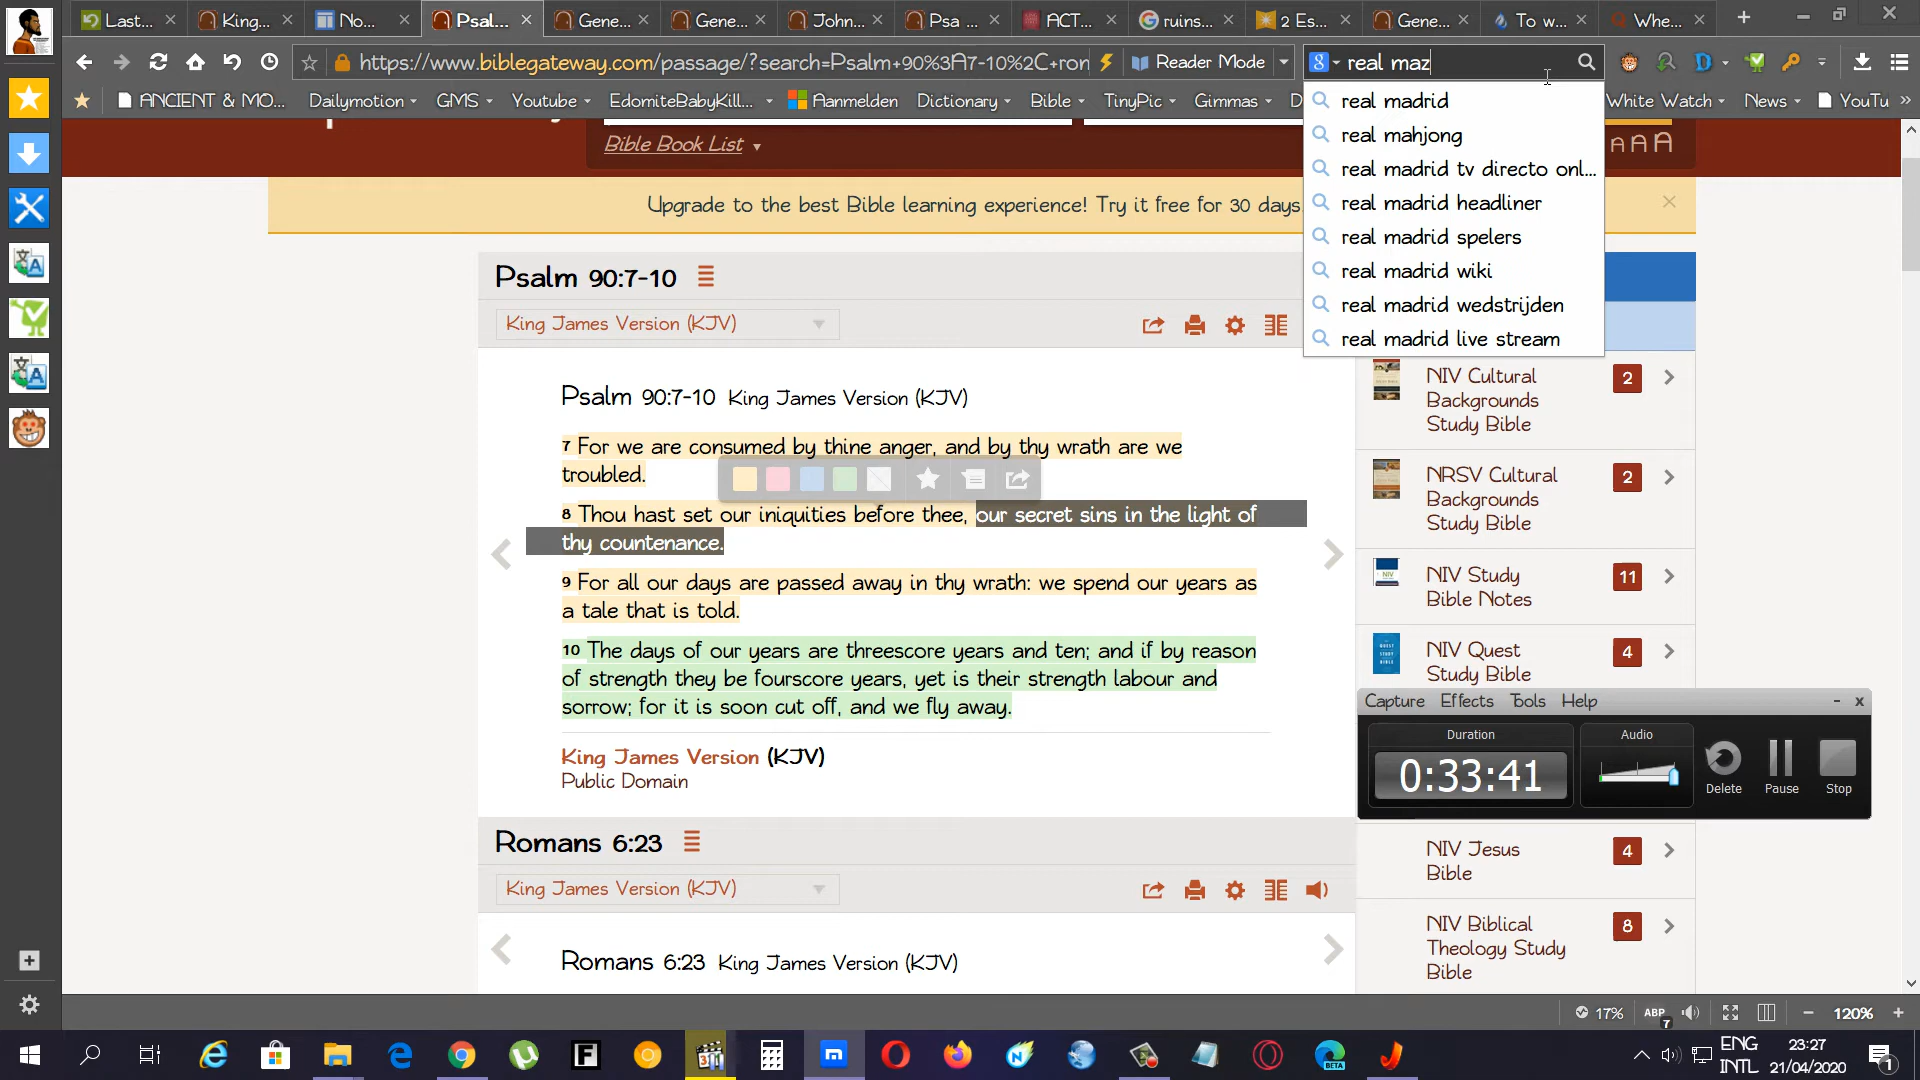 Last...
King...
No...
Psal...
Gene...
Gene...
John...
Psa ...
ACT...
ruins...
2 Es...
Gene...
To w...
Whe...
https://www.biblegateway.com/passage/?search=Psalm+90%3A7-10%2C+ron
Reader Mode
real maz
ANCIENT & MO...
Dailymotion
GMS
Youtube
EdomiteBabyKill...
Aanmelden
Dictionary
Bible
TinyPic
Gimmas
D
White Watch
News
YouTu
»
real madrid
real mahjong
real madrid tv directo onl...
real madrid headliner
real madrid spelers
real madrid wiki
real madrid wedstrijden
real madrid live stream
Bible Book List
AAA
Upgrade to the best Bible learning experience! Try it free for 30 days.
Psalm 90:7-10
King James Version (KJV)
Psalm 90:7-10 King James Version (KJV)
7 For we are consumed by thine anger, and by thy wrath are we
troubled.
8 Thou hast set our iniquities before thee, our secret sins in the light of
thy countenance.
9 For all our days are passed away in thy wrath: we spend our years as
a tale that is told.
10 The days of our years are threescore years and ten; and if by reason
of strength they be fourscore years, yet is their strength labour and
sorrow; for it is soon cut off, and we fly away.
King James Version (KJV)
Public Domain
Romans 6:23
King James Version (KJV)
Romans 6:23 King James Version (KJV)
NIV Cultural
Backgrounds
Study Bible
2
NRSV Cultural
Backgrounds
Study Bible
2
NIV Study
Bible Notes
11
NIV Quest
Study Bible
4
Capture Effects Tools Help
Duration
0:33:41
Audio
Delete
Pause
Stop
NIV Jesus
Bible
4
NIV Biblical
Theology Study
Bible
8
17%
ABP
7
120%
ENG
INTL
23:27
21/04/2020
1